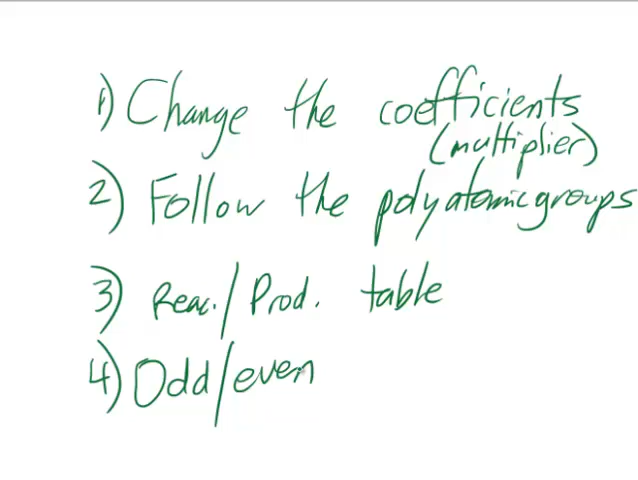 1) Change the coefficients
(multiplier)
2) Follow the polyatomic groups
3) Reac./Prod. table
4) Odd/even